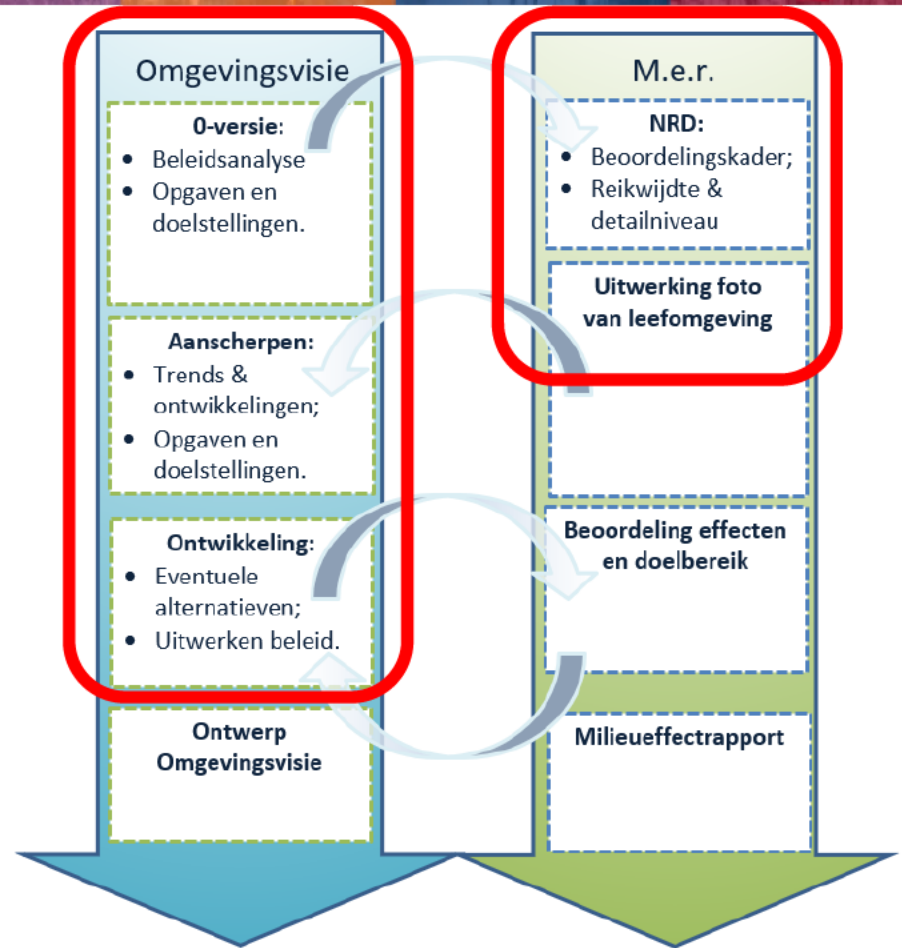 Omgevingsvisie
0-versie:
• Beleidsanalyse
• Opgaven en
doelstellingen.
Aanscherpen:
• Trends &
ontwikkelingen;
• Opgaven en
doelstellingen.
Ontwikkeling:
• Eventuele
alternatieven;
• Uitwerken beleid.
Ontwerp
Omgevingsvisie
M.e.r.
NRD:
• Beoordelingskader;
• Reikwijdte &
detailniveau
Uitwerking foto
van leefomgeving
Beoordeling effecten
en doelbereik
Milieueffectrapport